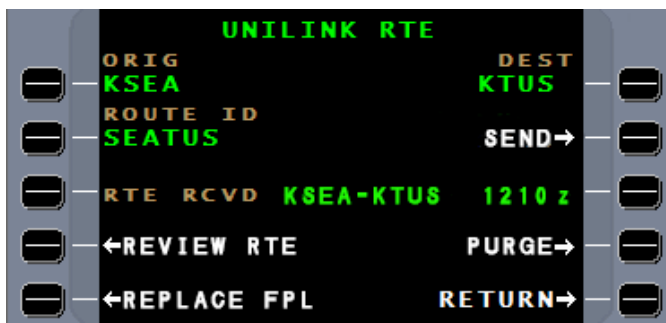 UNILINK RTE
ORIG DEST
KSEA KTUS
ROUTE ID
SEATUS SEND→
RTE RCVD KSEA-KTUS 1210 z
←REVIEW RTE PURGE→
←REPLACE FPL RETURN→